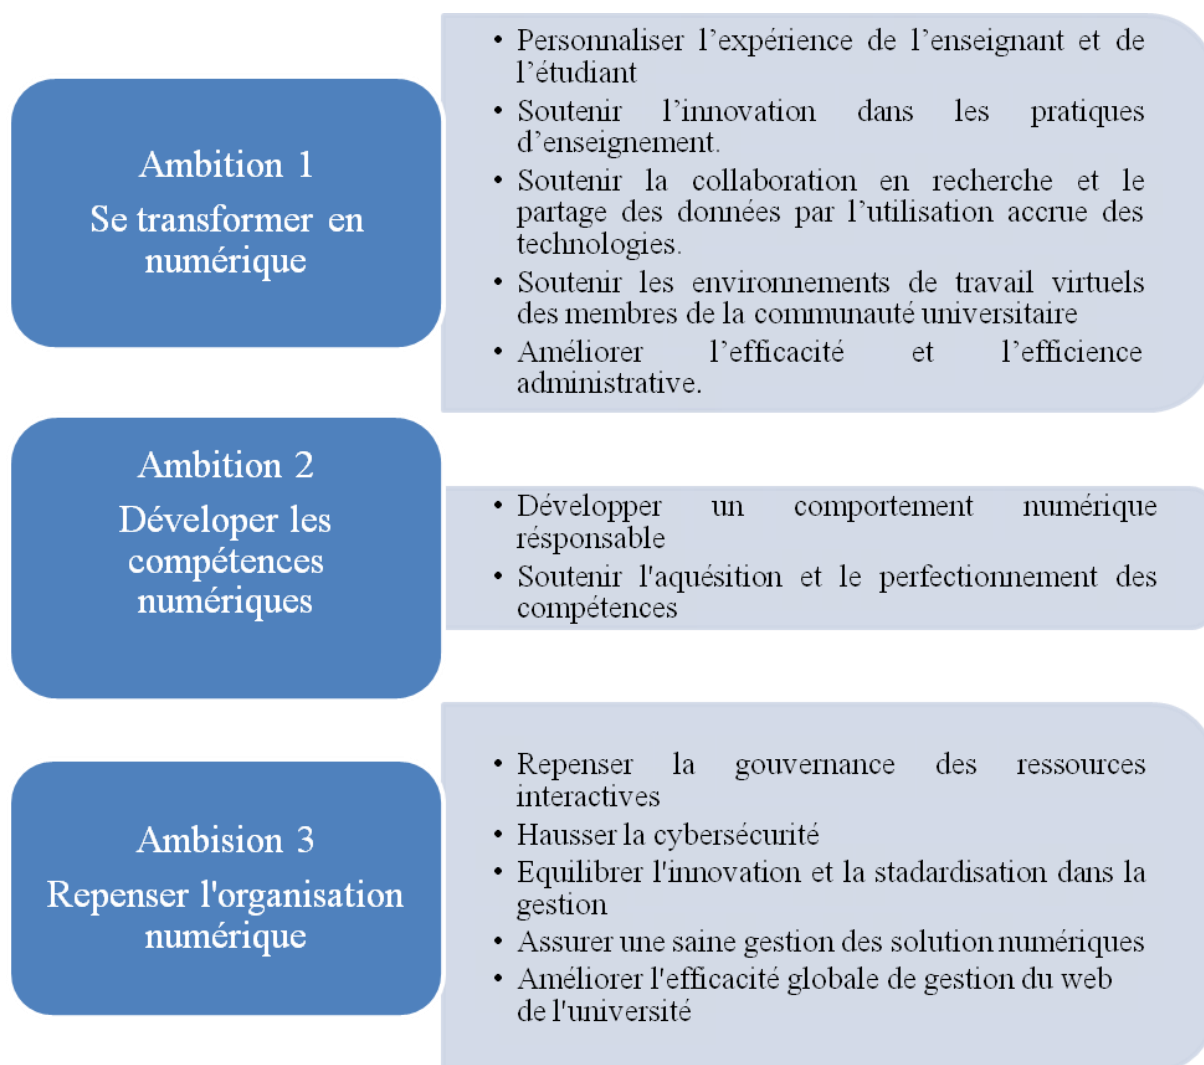 Ambition 1
Se transformer en
numérique
• Personnaliser l’expérience de l’enseignant et de
l’étudiant
• Soutenir l’innovation dans les pratiques
d’enseignement.
• Soutenir la collaboration en recherche et le
partage des données par l’utilisation accrue des
technologies.
• Soutenir les environnements de travail virtuels
des membres de la communauté universitaire
• Améliorer l’efficacité et l’efficience
administrative.
Ambition 2
Déveloper les
compétences
numériques
• Développer un comportement numérique
résponsable
• Soutenir l'aquésition et le perfectionnement des
compétences
Ambision 3
Repenser l'organisation
numérique
• Repenser la gouvernance des ressources
interactives
• Hausser la cybersécurité
• Equilibrer l'innovation et la stadardisation dans la
gestion
• Assurer une saine gestion des solution numériques
• Améliorer l'efficacité globale de gestion du web
de l'université